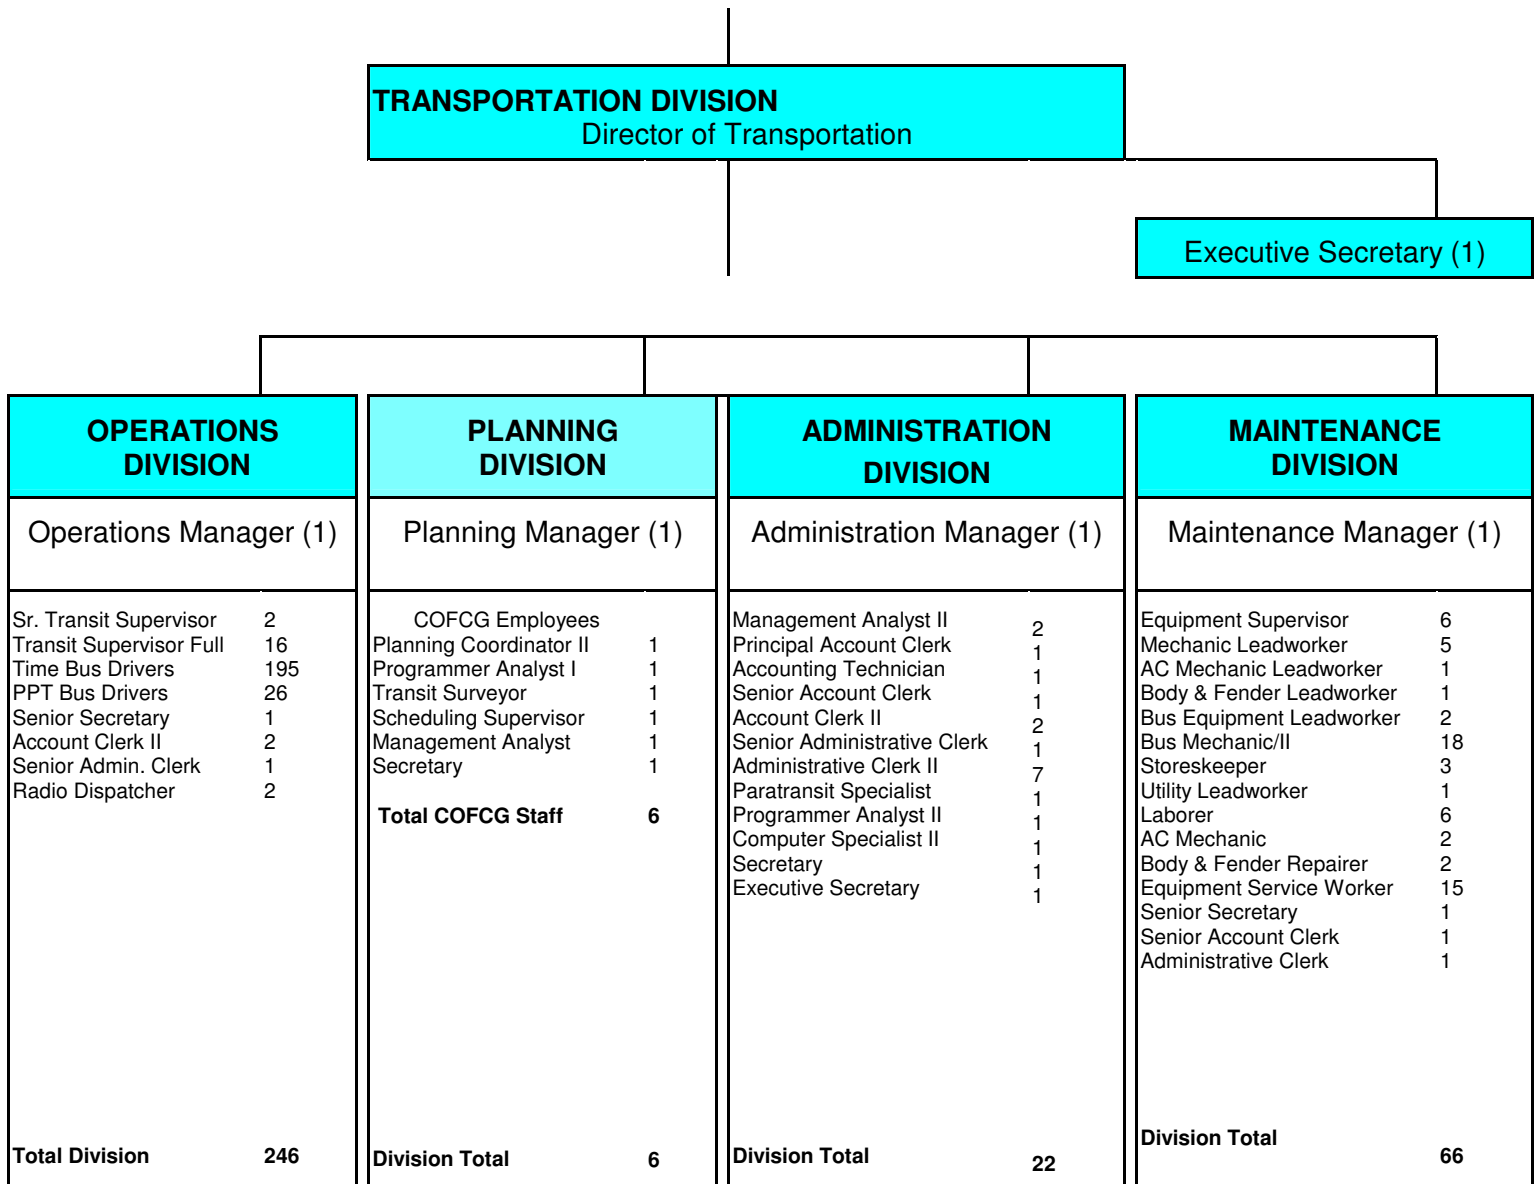 TRANSPORTATION DIVISION
Director of Transportation
Executive Secretary (1)
OPERATIONS
DIVISION
Operations Manager (1)
Sr. Transit Supervisor 2
Transit Supervisor Full 16
Time Bus Drivers 195
PPT Bus Drivers 26
Senior Secretary 1
Account Clerk II 2
Senior Admin. Clerk 1
Radio Dispatcher 2
Total Division 246
PLANNING
DIVISION
Planning Manager (1)
COFCG Employees
Planning Coordinator II 1
Programmer Analyst I 1
Transit Surveyor 1
Scheduling Supervisor 1
Management Analyst 1
Secretary 1
Total COFCG Staff 6
Division Total 6
ADMINISTRATION
DIVISION
Administration Manager (1)
Management Analyst II 2
Principal Account Clerk 1
Accounting Technician 1
Senior Account Clerk 1
Account Clerk II 2
Senior Administrative Clerk 1
Administrative Clerk II 7
Paratransit Specialist 1
Programmer Analyst II 1
Computer Specialist II 1
Secretary 1
Executive Secretary 1
Division Total 22
MAINTENANCE
DIVISION
Maintenance Manager (1)
Equipment Supervisor 6
Mechanic Leadworker 5
AC Mechanic Leadworker 1
Body & Fender Leadworker 1
Bus Equipment Leadworker 2
Bus Mechanic/II 18
Storeskeeper 3
Utility Leadworker 1
Laborer 6
AC Mechanic 2
Body & Fender Repairer 2
Equipment Service Worker 15
Senior Secretary 1
Senior Account Clerk 1
Administrative Clerk 1
Division Total 66